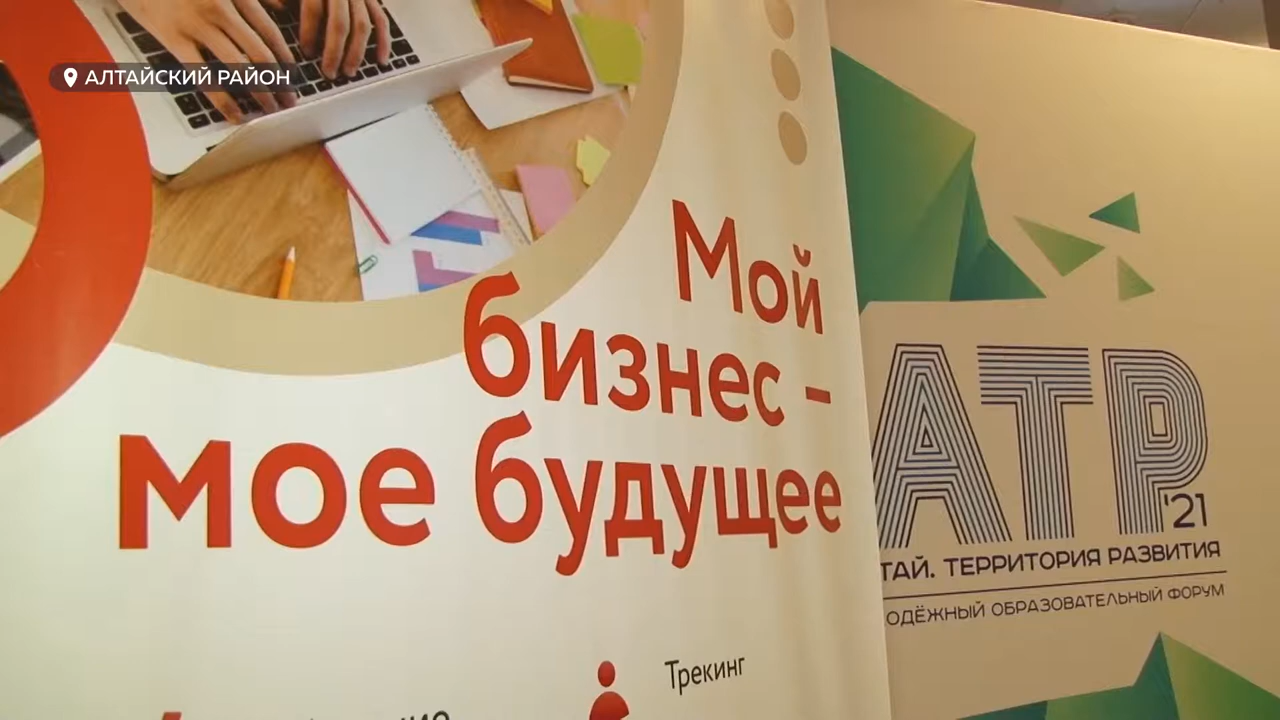 АЛТАЙСКИЙ РАЙОН
Мой
бизнес –
мое будущее
Трекинг
АТР
'21
ТАЙ. ТЕРРИТОРИЯ РАЗВИТИЯ
ОДЁЖНЫЙ ОБРАЗОВАТЕЛЬНЫЙ ФОРУМ